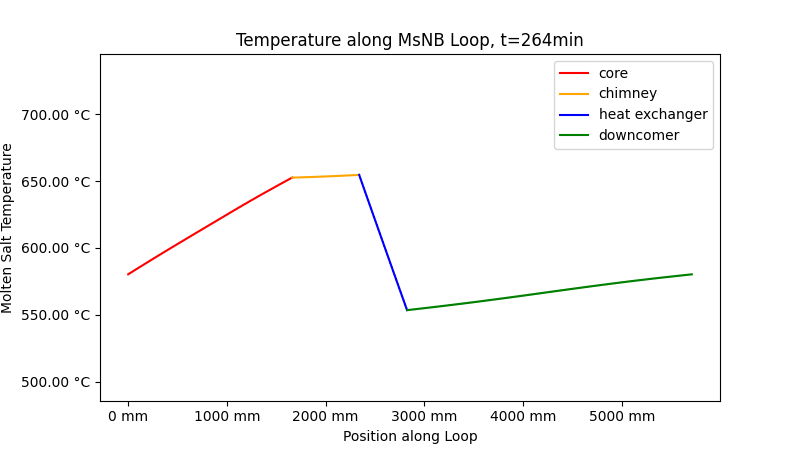 Temperature along MsNB Loop, t=264min
core
chimney
heat exchanger
downcomer
700.00 °C
650.00 °C
600.00 °C
550.00 °C
500.00 °C
Molten Salt Temperature
0 mm
1000 mm
2000 mm
3000 mm
4000 mm
5000 mm
Position along Loop